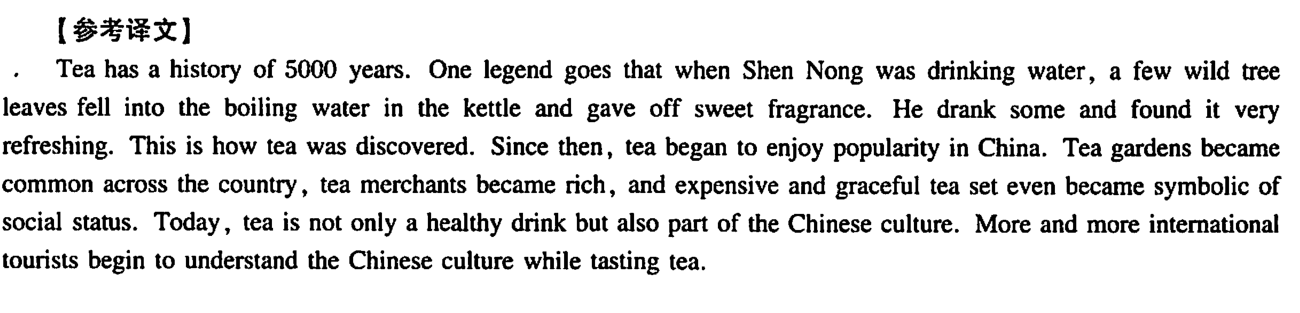 【参考译文】
. Tea has a history of 5000 years. One legend goes that when Shen Nong was drinking water, a few wild tree
leaves fell into the boiling water in the kettle and gave off sweet fragrance. He drank some and found it very
refreshing. This is how tea was discovered. Since then, tea began to enjoy popularity in China. Tea gardens became
common across the country, tea merchants became rich, and expensive and graceful tea set even became symbolic of
social status. Today, tea is not only a healthy drink but also part of the Chinese culture. More and more international
tourists begin to understand the Chinese culture while tasting tea.